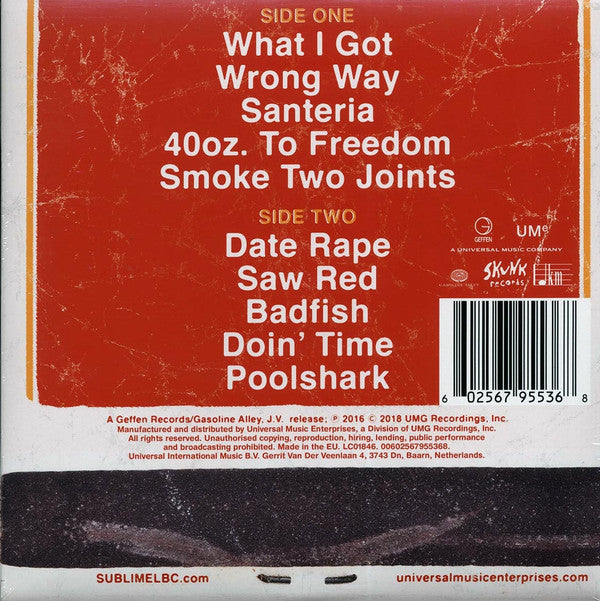 SIDE ONE
What I Got
Wrong Way
Santeria
40oz. To Freedom
Smoke Two Joints
SIDE TWO
Date Rape
Saw Red
Badfish
Doin' Time
Poolshark
G
GEFFEN
UMe
A UNIVERSAL MUSIC COMPANY
GASOLINE ALLEY
SKUNK
records
6 02567 95536 8
A Geffen Records/Gasoline Alley, J.V. release; ℗ 2016 © 2018 UMG Recordings, Inc.
Manufactured and distributed by Universal Music Enterprises, a Division of UMG Recordings, Inc.
All rights reserved. Unauthorised copying, reproduction, hiring, lending, public performance
and broadcasting prohibited. Made in the EU. LC01846. 00602567955368.
Universal International Music B.V. Gerrit Van Der Veenlaan 4, 3743 Dn, Baarn, Netherlands.
SUBLIMELBC.com
universalmusicenterprises.com